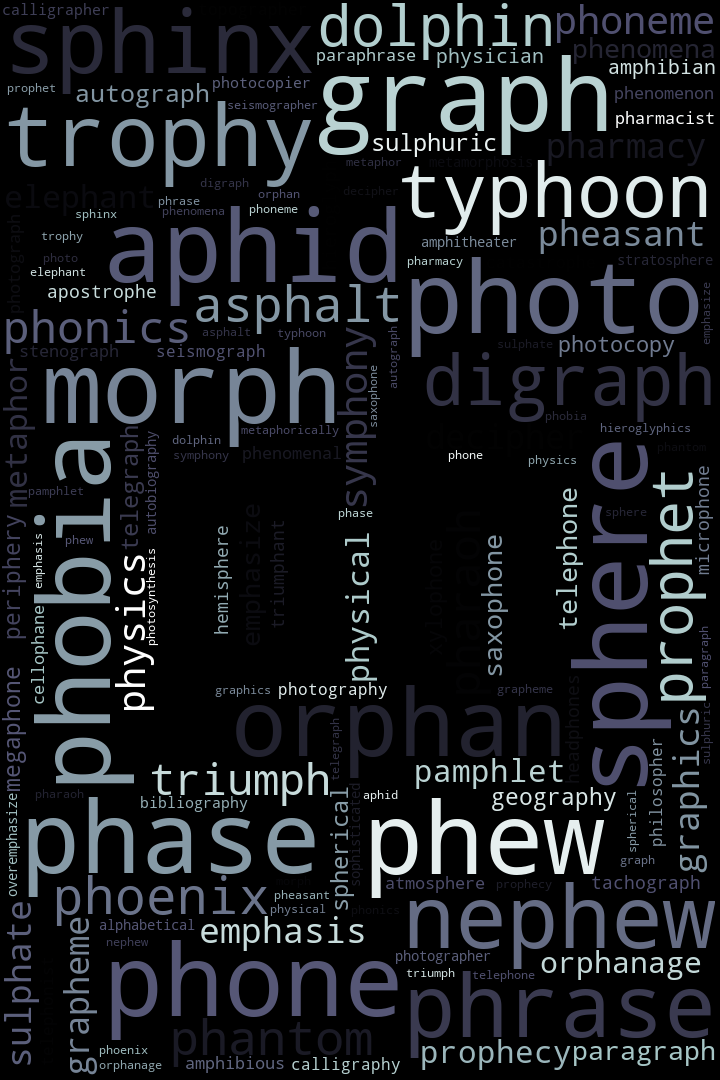 calligrapher
sphinx
dolphin
phoneme
phenomena
paraphrase
physician
amphibian
prophet
autograph
photocopier
graph
phenomenon
seismographer
trophy
pharmacist
sulphuric
pharmacy
metaphor
metamorphosis
typhoon
elephant
digraph
orphan
decipher
phrase
phenomena
phoneme
sphinx
aphid
photograph
trophy
amphitheater
pheasant
photo
elephant
pharmacy
stratosphere
apostrophe
asphalt
photo
emphasize
phonics
asphalt
typhoon
autograph
stenograph
seismograph
sulphate
photocopy
morph
symphony
saxophone
digraph
metaphor
phobia
metaphorically
hieroglyphics
phobia
telegraph
autobiography
dolphin
symphony
phenomenal
phone
physics
phantom
sphere
prophet
microphone
pamphlet
phase
sphere
periphery
emphasis
phew
physics
photosynthesis
hemisphere
emphasize
triumphant
physical
xylophone
pharaoh
saxophone
telephone
cellophane
paragraph
megaphone
graphics
photography
grapheme
orphan
telegraph
headphones
sulphuric
graphics
philosopher
triumph
pamphlet
pharaoh
bibliography
spherical
sophisticated
aphid
geography
spherical
overemphasize
phase
phew
graph
phoenix
pheasant
physical
phonics
atmosphere
prophecy
tachograph
sulphate
grapheme
alphabetical
nephew
emphasis
nephew
photographer
orphanage
phone
triumph
telephone
phrase
phantom
phoenix
orphanage
amphibious
calligraphy
prophecy
paragraph